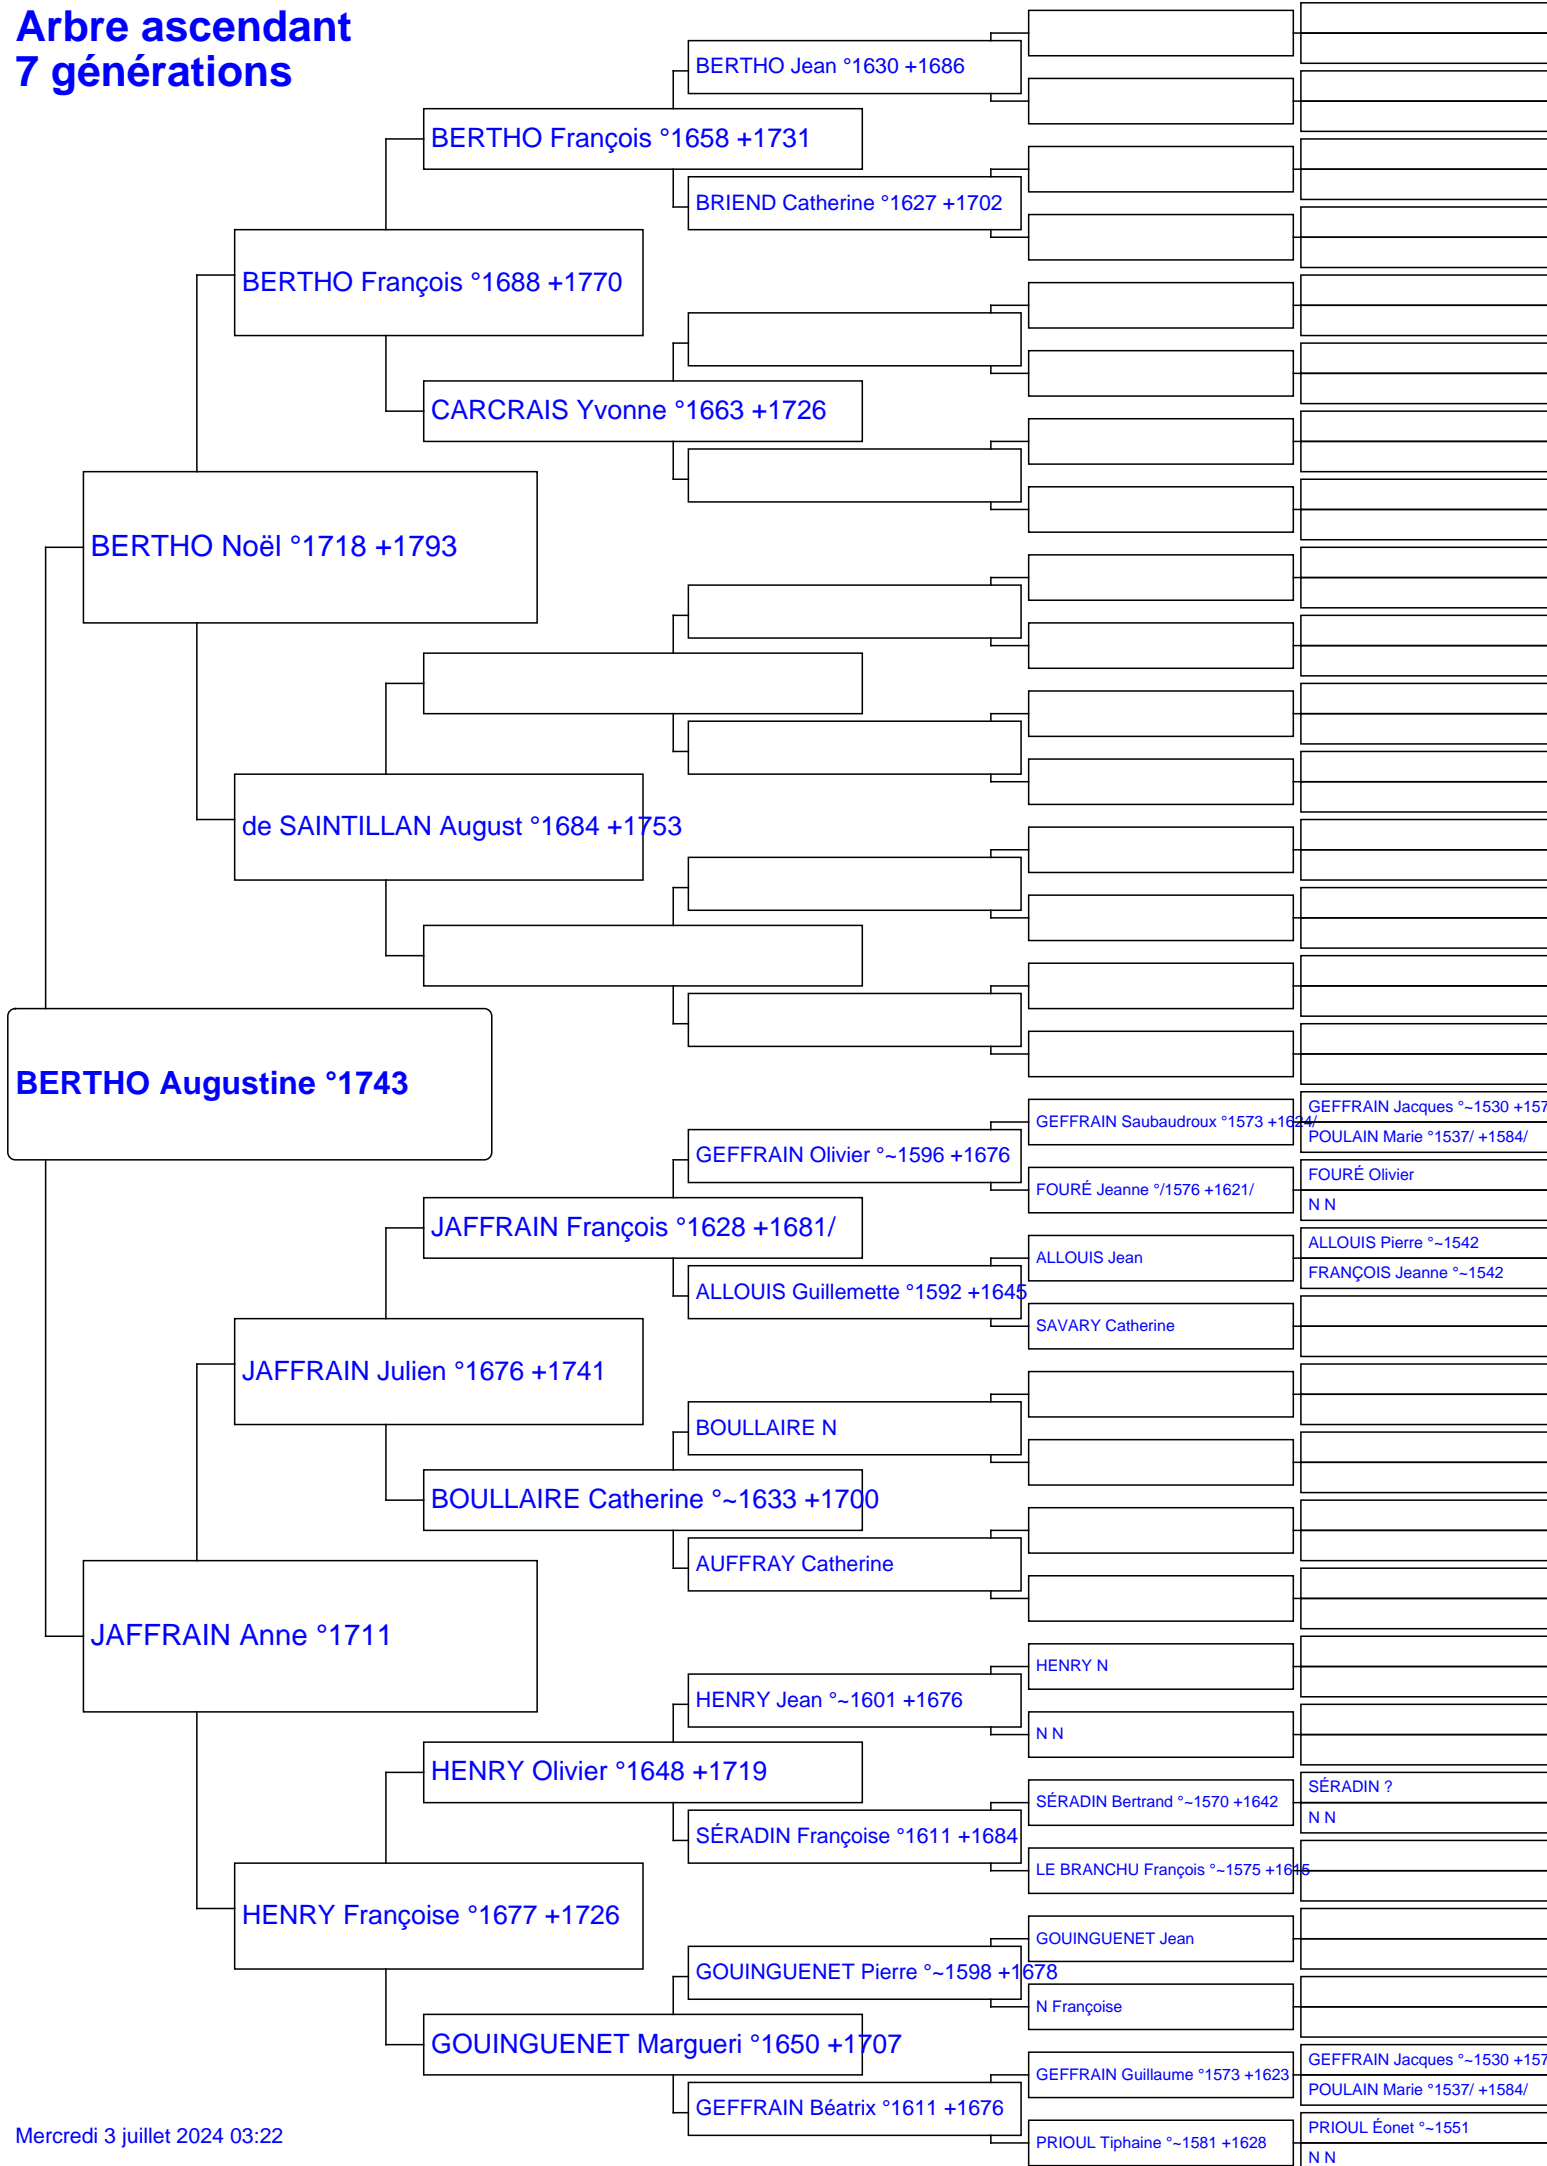 Arbre ascendant
7 générations
BERTHO Jean °1630 +1686
BERTHO François °1658 +1731
BRIEND Catherine °1627 +1702
BERTHO François °1688 +1770
CARCRAIS Yvonne °1663 +1726
BERTHO Noël °1718 +1793
de SAINTILLAN August °1684 +1753
BERTHO Augustine °1743
GEFFRAIN Saubaudroux °1573 +1624/
GEFFRAIN Jacques °~1530 +157
POULAIN Marie °1537/ +1584/
GEFFRAIN Olivier °~1596 +1676
FOURÉ Jeanne °/1576 +1621/
FOURÉ Olivier
N N
JAFFRAIN François °1628 +1681/
ALLOUIS Jean
ALLOUIS Pierre °~1542
FRANÇOIS Jeanne °~1542
ALLOUIS Guillemette °1592 +1645
SAVARY Catherine
JAFFRAIN Julien °1676 +1741
BOULLAIRE N
BOULLAIRE Catherine °~1633 +1700
AUFFRAY Catherine
JAFFRAIN Anne °1711
HENRY N
HENRY Jean °~1601 +1676
N N
HENRY Olivier °1648 +1719
SÉRADIN Bertrand °~1570 +1642
SÉRADIN ?
N N
SÉRADIN Françoise °1611 +1684
LE BRANCHU François °~1575 +1615
HENRY Françoise °1677 +1726
GOUINGUENET Jean
GOUINGUENET Pierre °~1598 +1678
N Françoise
GOUINGUENET Margueri °1650 +1707
GEFFRAIN Guillaume °1573 +1623
GEFFRAIN Jacques °~1530 +157
POULAIN Marie °1537/ +1584/
GEFFRAIN Béatrix °1611 +1676
PRIOUL Tiphaine °~1581 +1628
PRIOUL Éonet °~1551
N N
Mercredi 3 juillet 2024 03:22